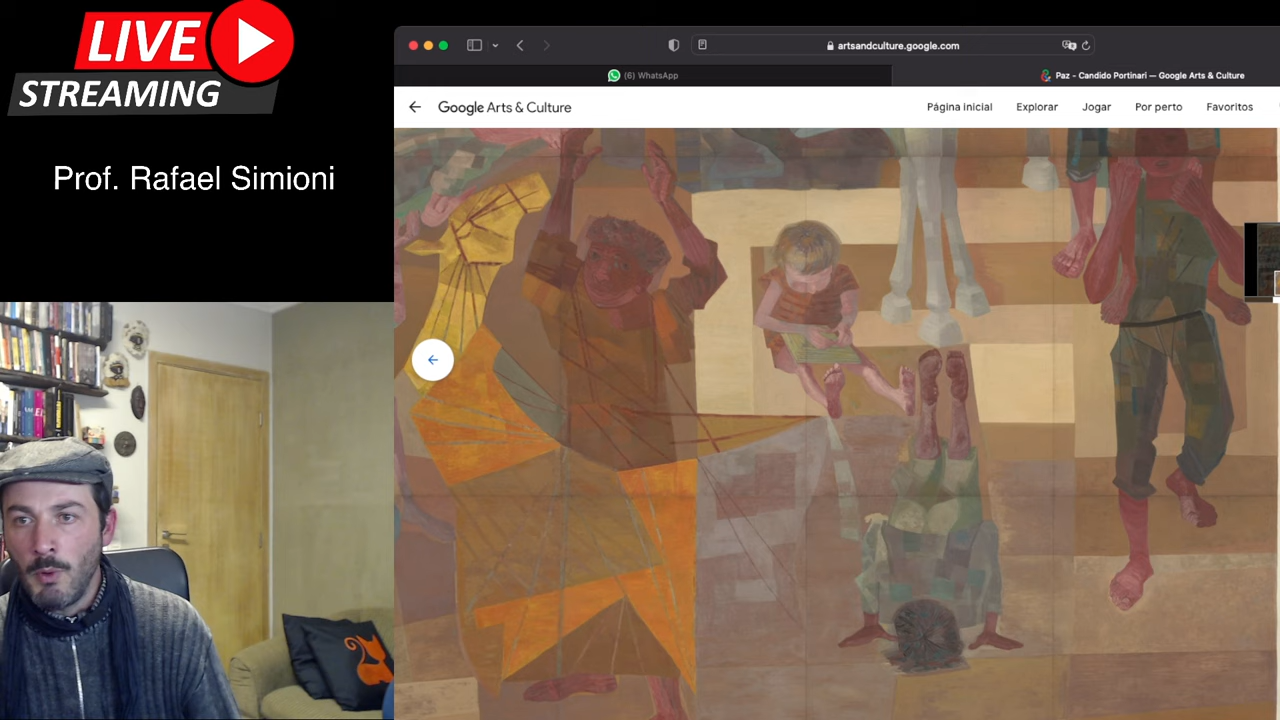 LIVE
STREAMING
Prof. Rafael Simioni
artsandculture.google.com
(6) WhatsApp
Paz - Candido Portinari — Google Arts & Culture
Google Arts & Culture
Página inicial
Explorar
Jogar
Por perto
Favoritos